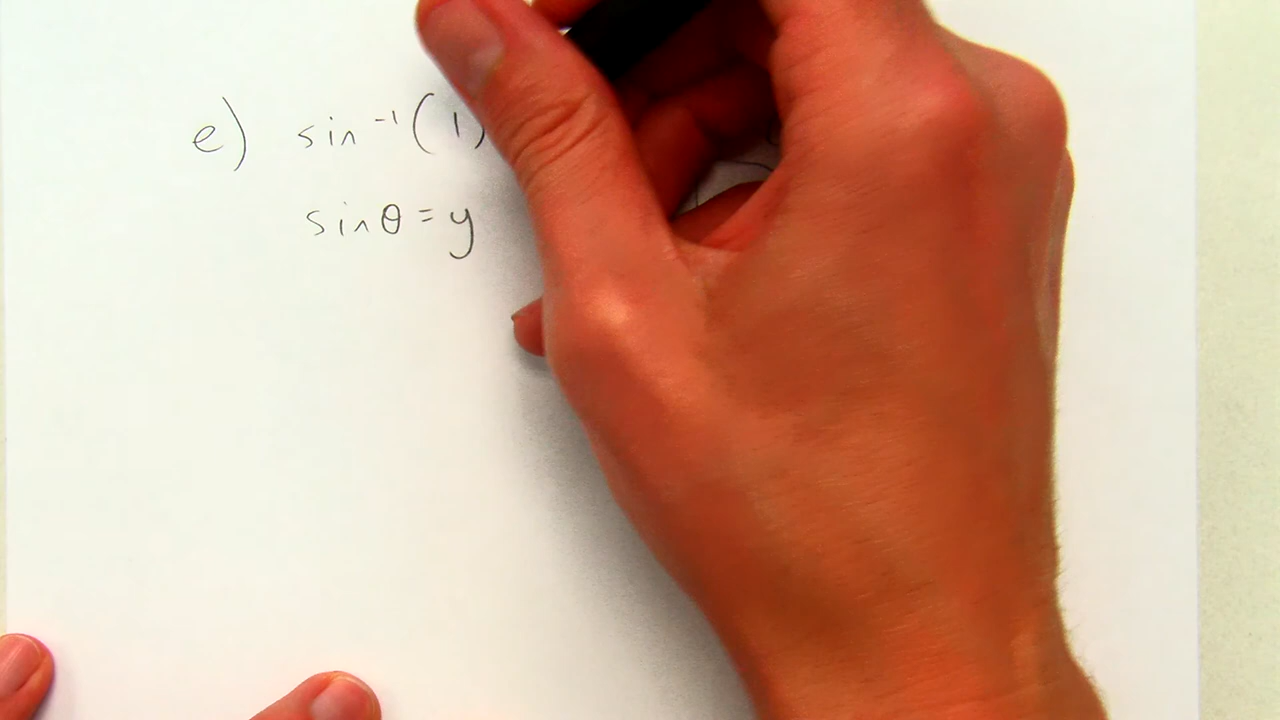 e) sin⁻¹(1)
sinθ = y